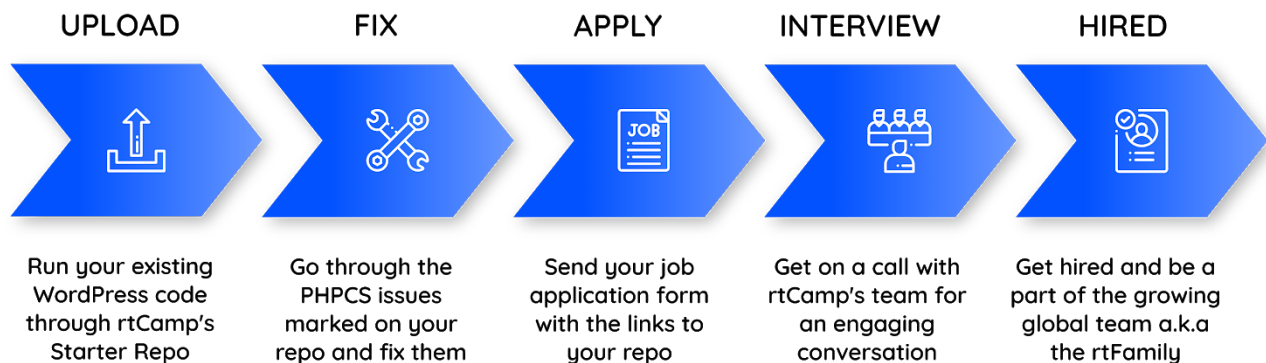 UPLOAD
FIX
APPLY
INTERVIEW
HIRED
JOB
Run your existing
WordPress code
through rtCamp's
Starter Repo
Go through the
PHPCS issues
marked on your
repo and fix them
Send your job
application form
with the links to
your repo
Get on a call with
rtCamp's team for
an engaging
conversation
Get hired and be a
part of the growing
global team a.k.a
the rtFamily